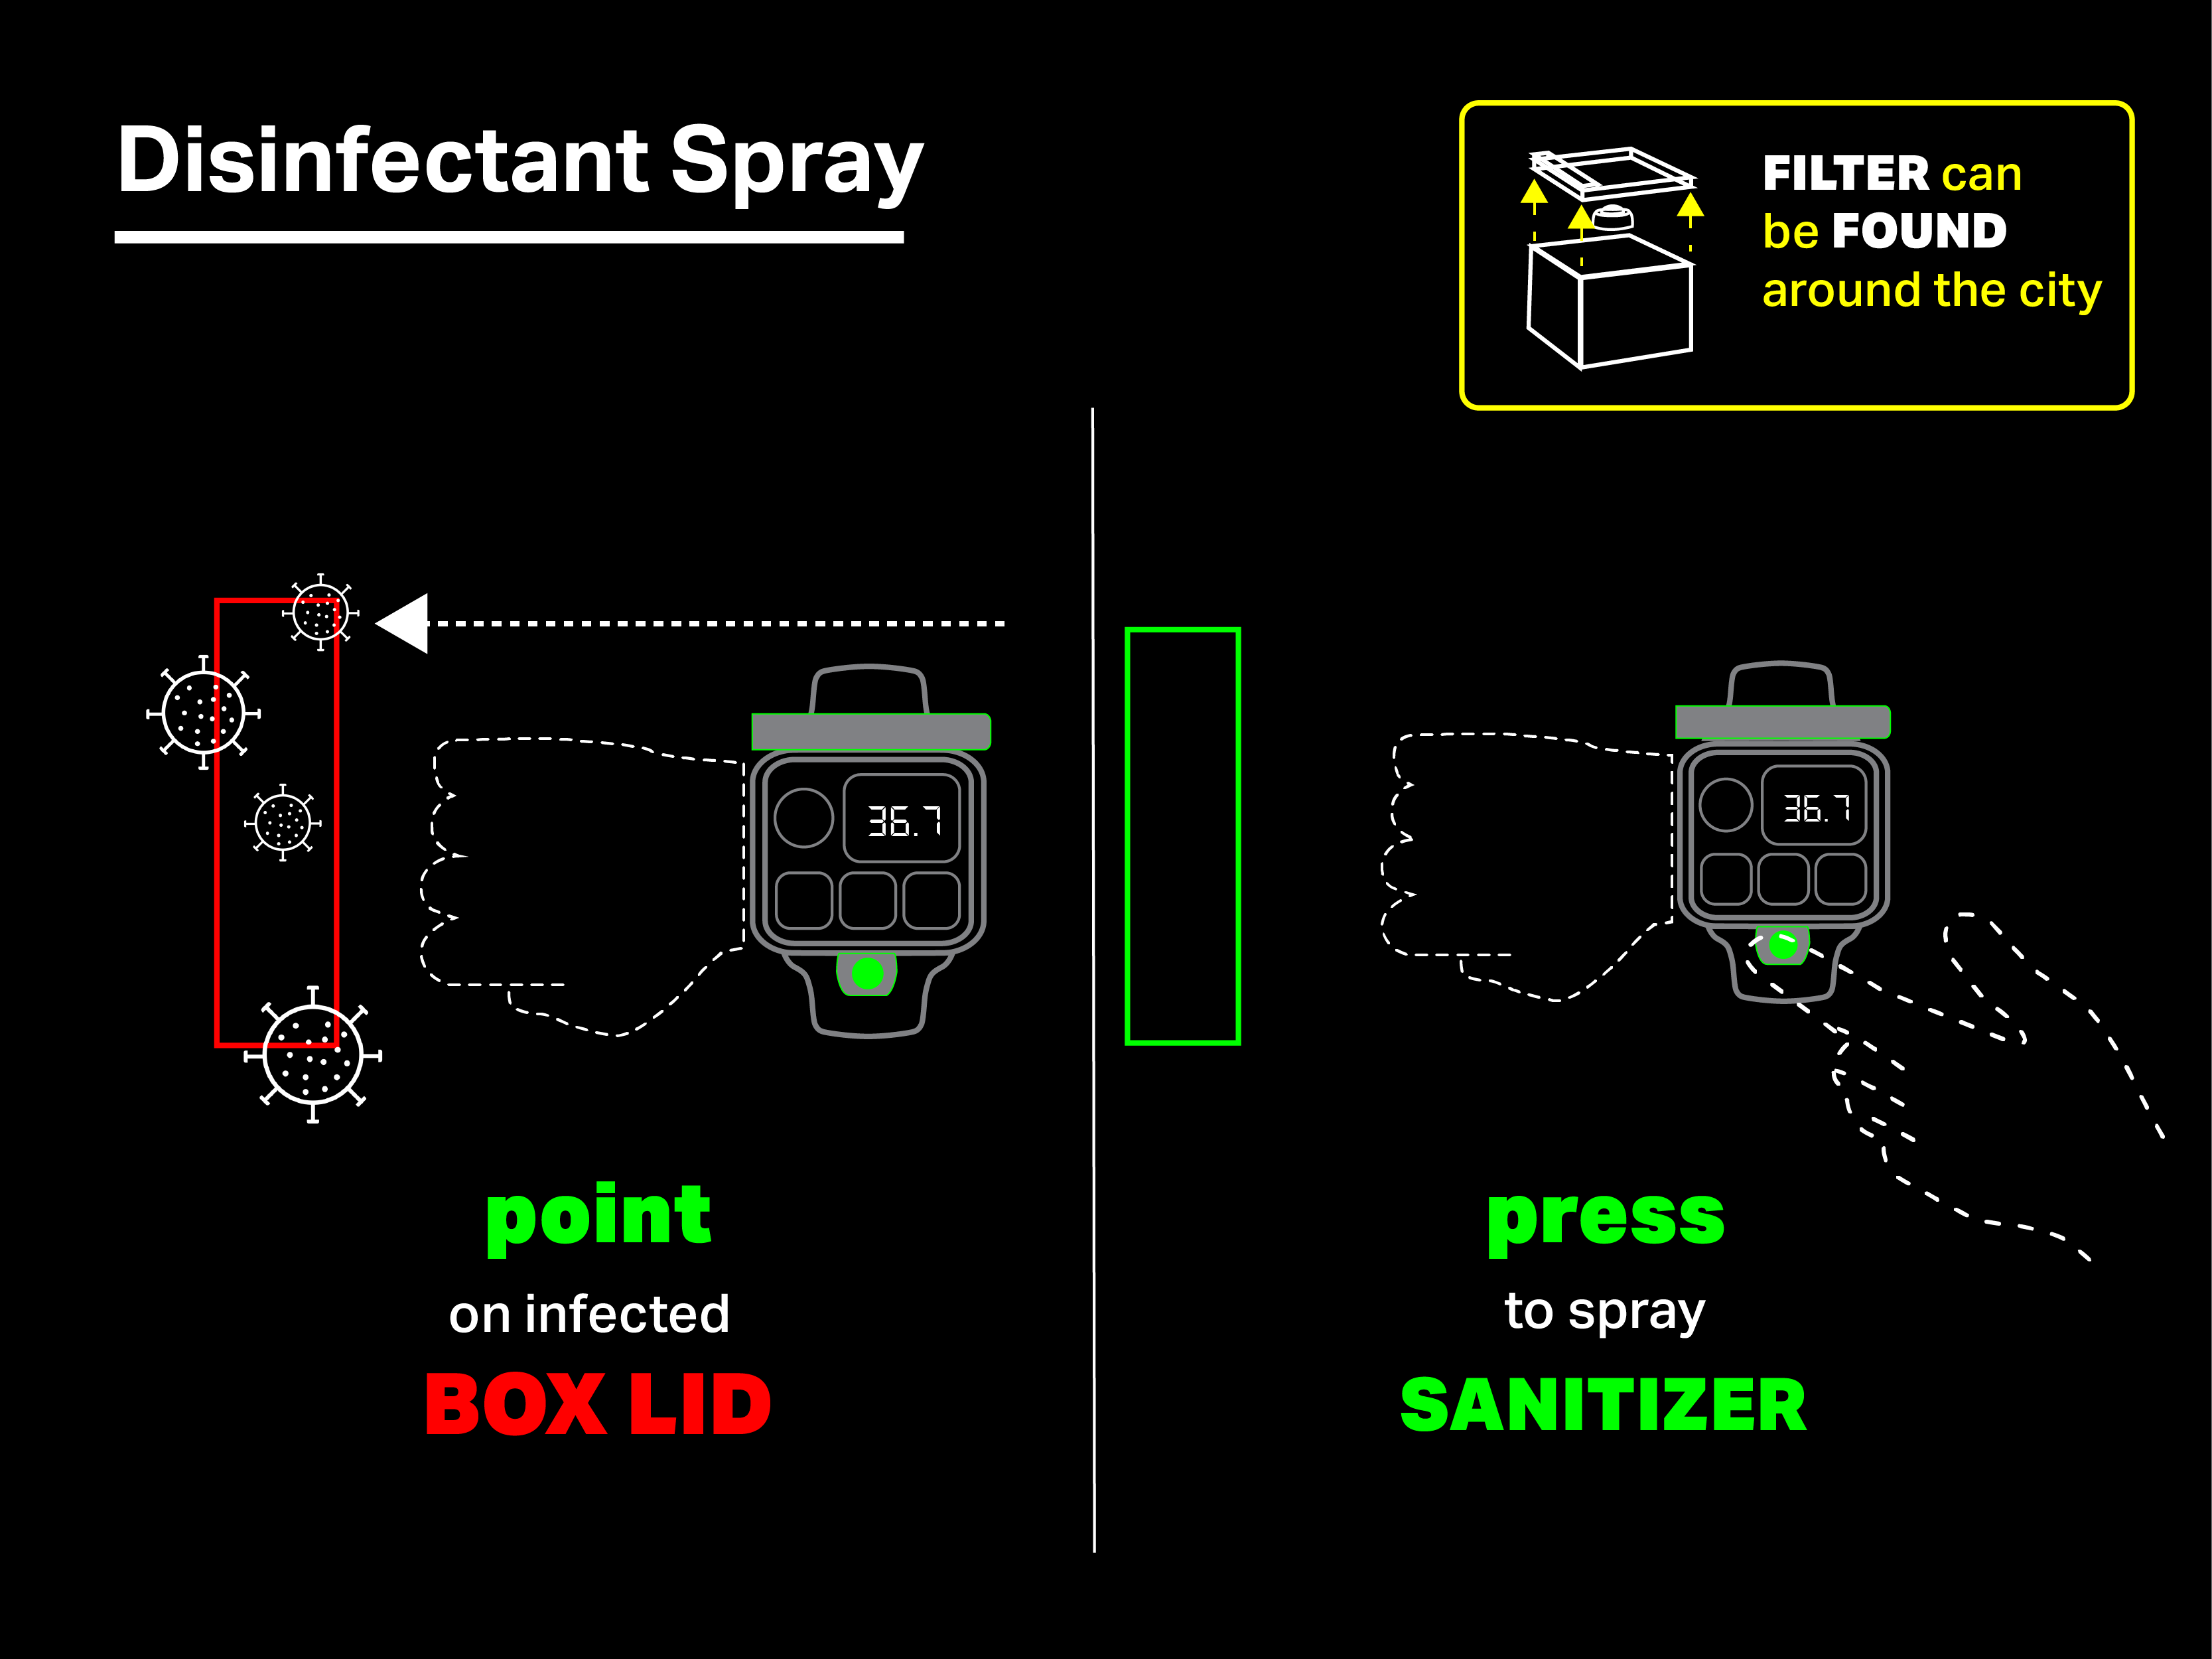 Disinfectant Spray
FILTER can
be FOUND
around the city
36.7
point
on infected
BOX LID
36.7
press
to spray
SANITIZER